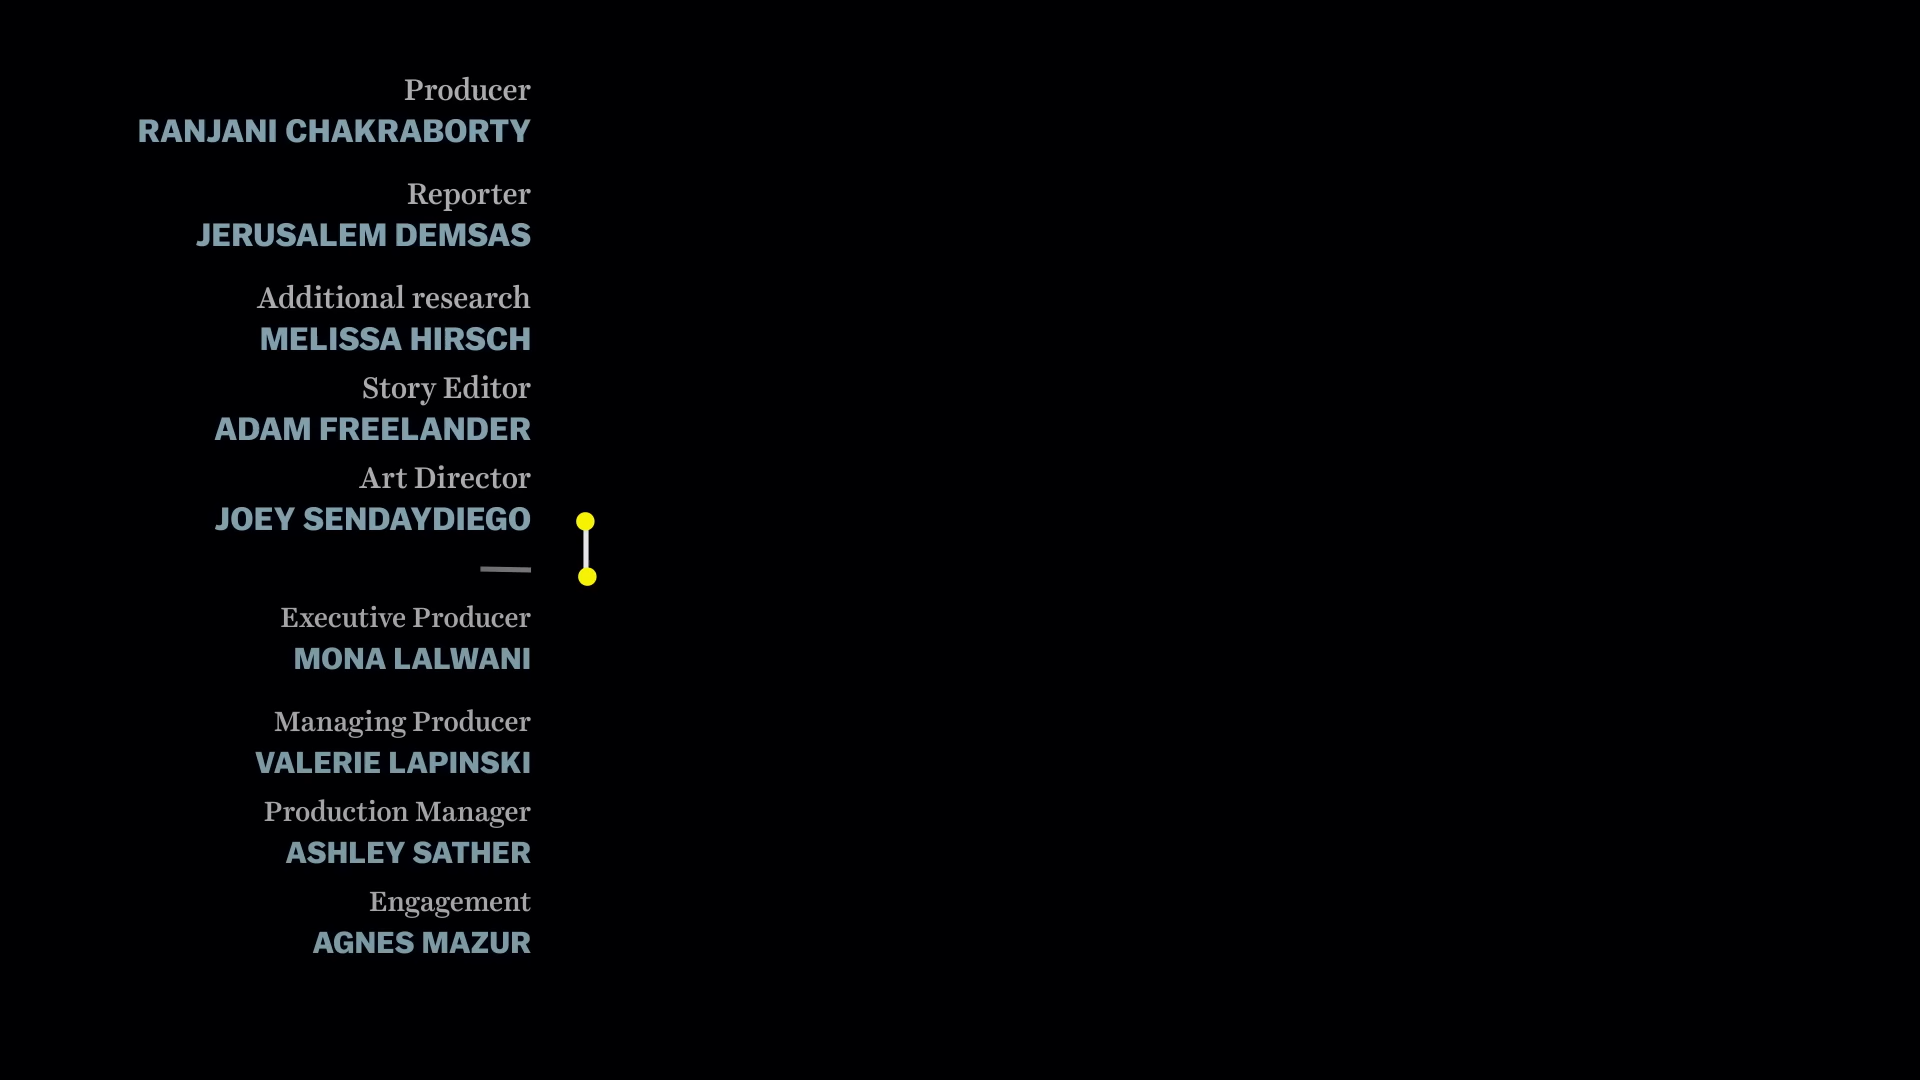 Producer
RANJANI CHAKRABORTY
Reporter
JERUSALEM DEMSAS
Additional research
MELISSA HIRSCH
Story Editor
ADAM FREELANDER
Art Director
JOEY SENDAYDIEGO
Executive Producer
MONA LALWANI
Managing Producer
VALERIE LAPINSKI
Production Manager
ASHLEY SATHER
Engagement
AGNES MAZUR